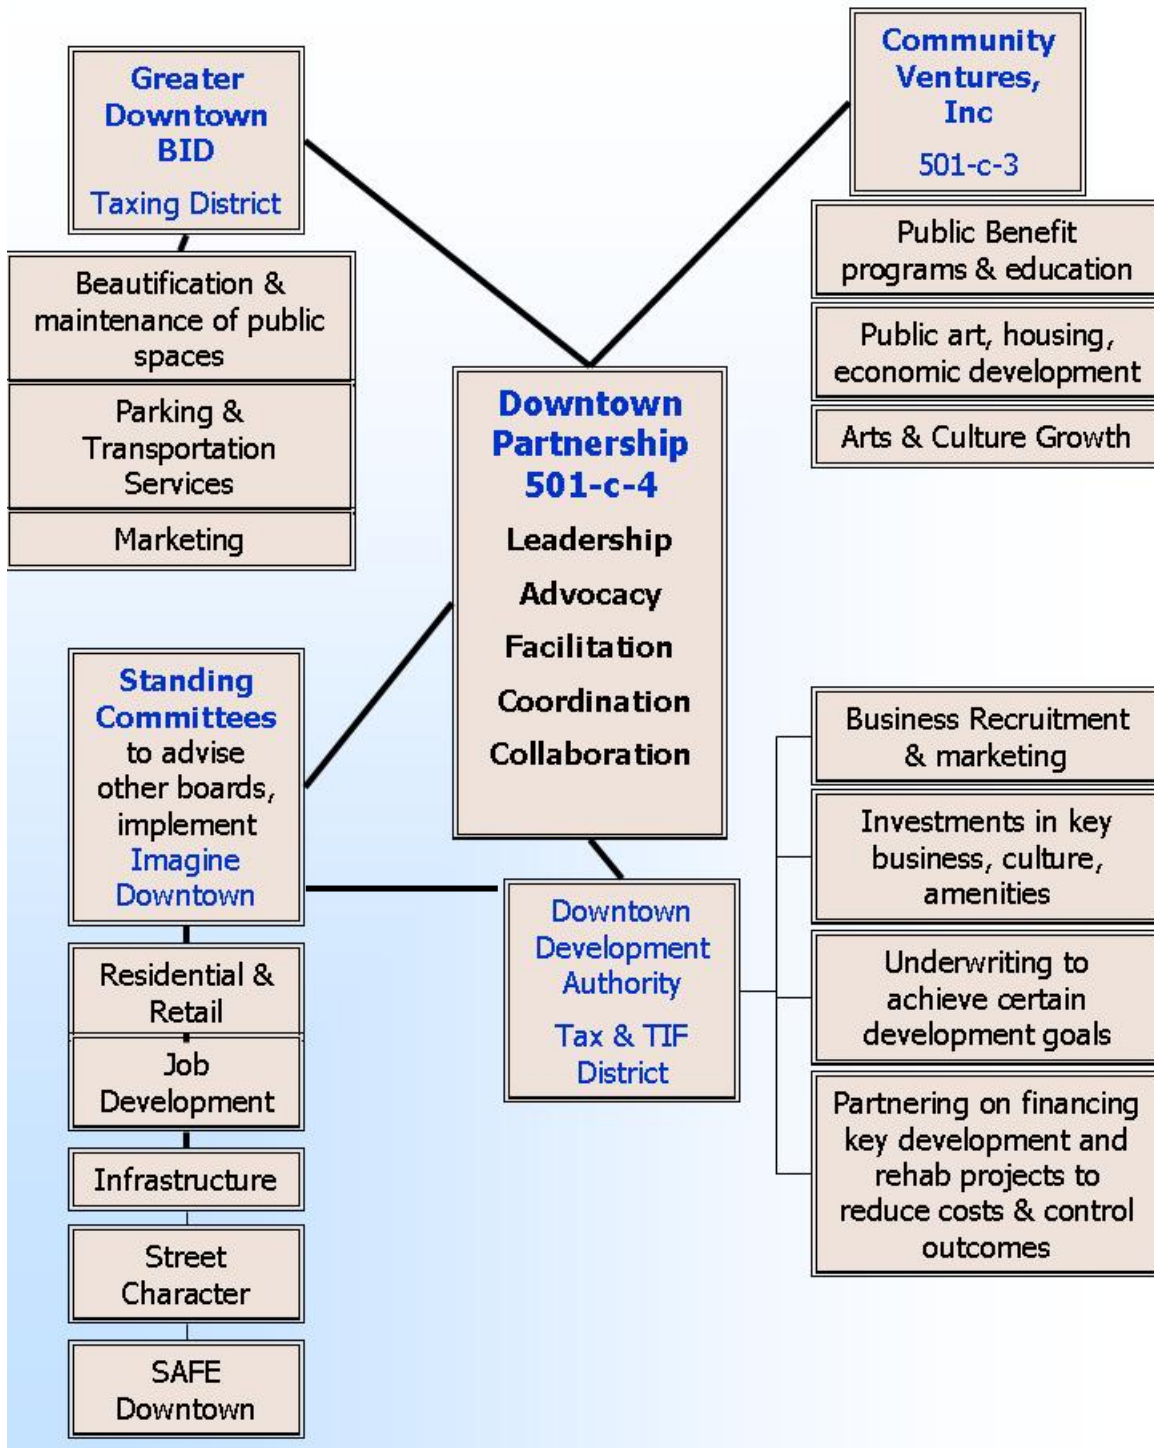 Greater
Downtown
BID
Taxing District
Beautification &
maintenance of public
spaces
Parking &
Transportation
Services
Marketing
Community
Ventures,
Inc
501-c-3
Public Benefit
programs & education
Public art, housing,
economic development
Arts & Culture Growth
Downtown
Partnership
501-c-4
Leadership
Advocacy
Facilitation
Coordination
Collaboration
Standing
Committees
to advise
other boards,
implement
Imagine
Downtown
Residential &
Retail
Job
Development
Infrastructure
Street
Character
SAFE
Downtown
Downtown
Development
Authority
Tax & TIF
District
Business Recruitment
& marketing
Investments in key
business, culture,
amenities
Underwriting to
achieve certain
development goals
Partnering on financing
key development and
rehab projects to
reduce costs & control
outcomes